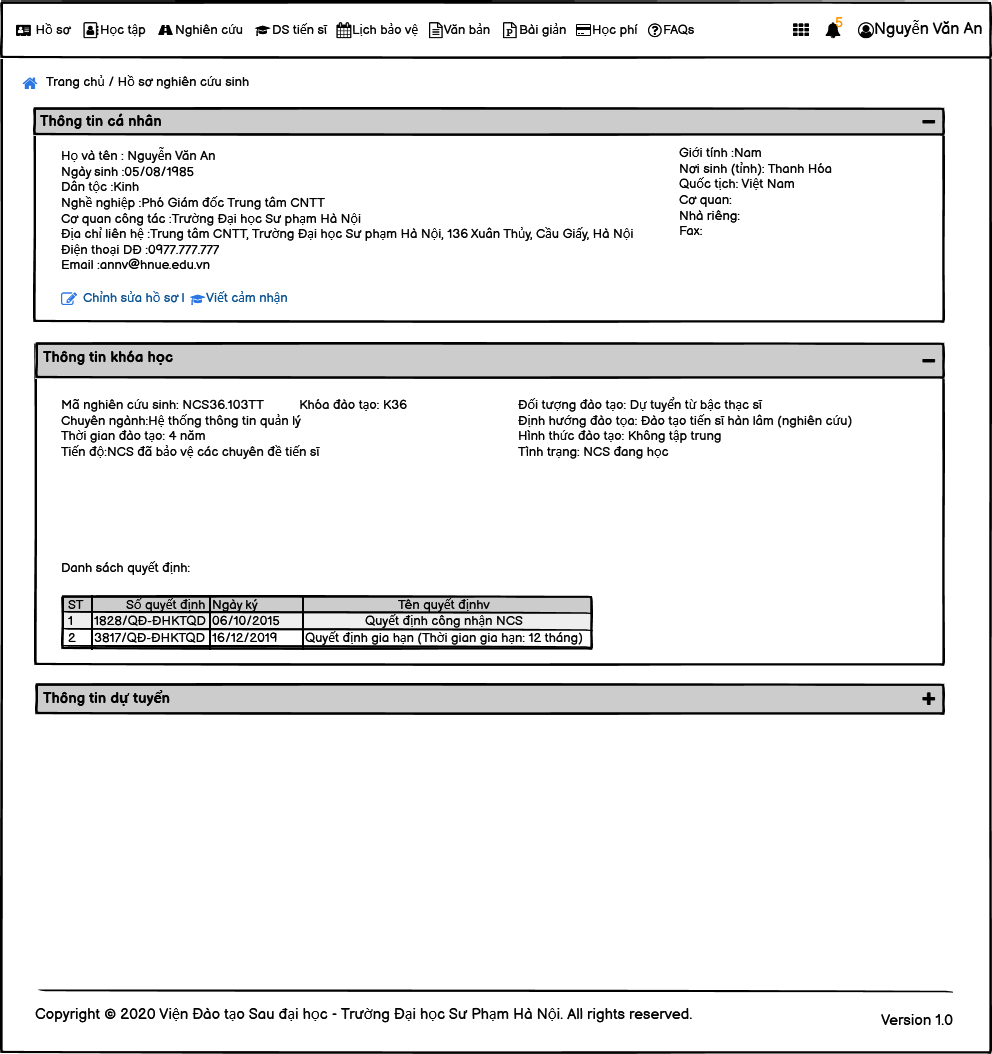 Hồ sơ Học tập Nghiên cứu DS tiến sĩ Lịch bảo vệ Văn bản Bài giản Học phí FAQs 5 Nguyễn Văn An
Trang chủ / Hồ sơ nghiên cứu sinh
Thông tin cá nhân
Họ và tên : Nguyễn Văn An
Ngày sinh :05/08/1985
Dân tộc :Kinh
Nghề nghiệp :Phó Giám đốc Trung tâm CNTT
Cơ quan công tác :Trường Đại học Sư phạm Hà Nội
Địa chỉ liên hệ :Trung tâm CNTT, Trường Đại học Sư phạm Hà Nội, 136 Xuân Thủy, Cầu Giấy, Hà Nội
Điện thoại DĐ :0977.777.777
Email :annv@hnue.edu.vn
Giới tính :Nam
Nơi sinh (tỉnh): Thanh Hóa
Quốc tịch: Việt Nam
Cơ quan:
Nhà riêng:
Fax:
Chỉnh sửa hồ sơ | Viết cảm nhận
Thông tin khóa học
Mã nghiên cứu sinh: NCS36.103TT Khóa đào tạo: K36
Chuyên ngành:Hệ thống thông tin quản lý
Thời gian đào tạo: 4 năm
Tiến độ:NCS đã bảo vệ các chuyên đề tiến sĩ
Đối tượng đào tạo: Dự tuyển từ bậc thạc sĩ
Định hướng đào tọa: Đào tạo tiến sĩ hàn lâm (nghiên cứu)
Hình thức đào tạo: Không tập trung
Tình trạng: NCS đang học
Danh sách quyết định:
ST Số quyết định Ngày ký Tên quyết địnhv
1 1828/QĐ-ĐHKTQD 06/10/2015 Quyết định công nhận NCS
2 3817/QĐ-ĐHKTQD 16/12/2019 Quyết định gia hạn (Thời gian gia hạn: 12 tháng)
Thông tin dự tuyển
Copyright © 2020 Viện Đào tạo Sau đại học - Trường Đại học Sư Phạm Hà Nội. All rights reserved.
Version 1.0